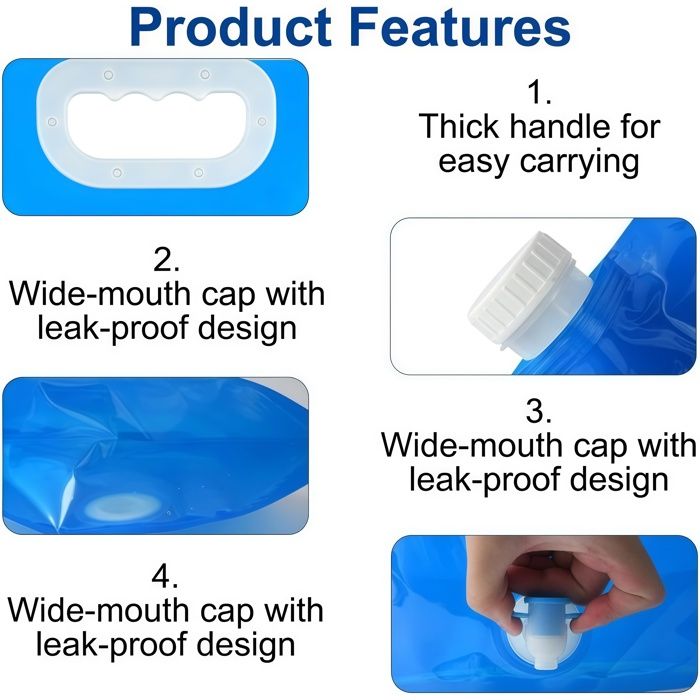 Product Features
1.
Thick handle for
easy carrying
2.
Wide-mouth cap with
leak-proof design
3.
Wide-mouth cap with
leak-proof design
4.
Wide-mouth cap with
leak-proof design